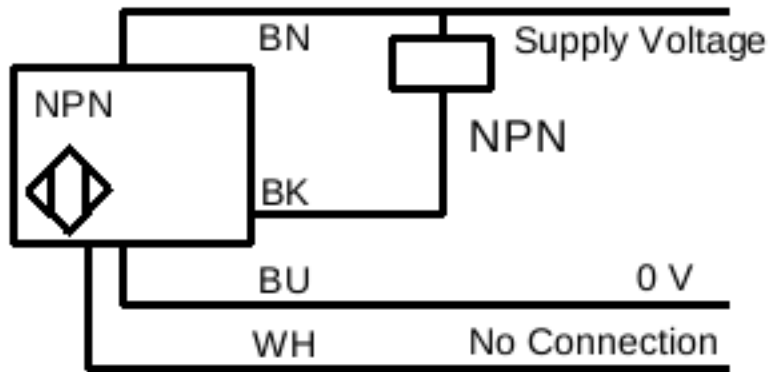 BN
Supply Voltage
NPN
NPN
BK
BU
0 V
WH
No Connection